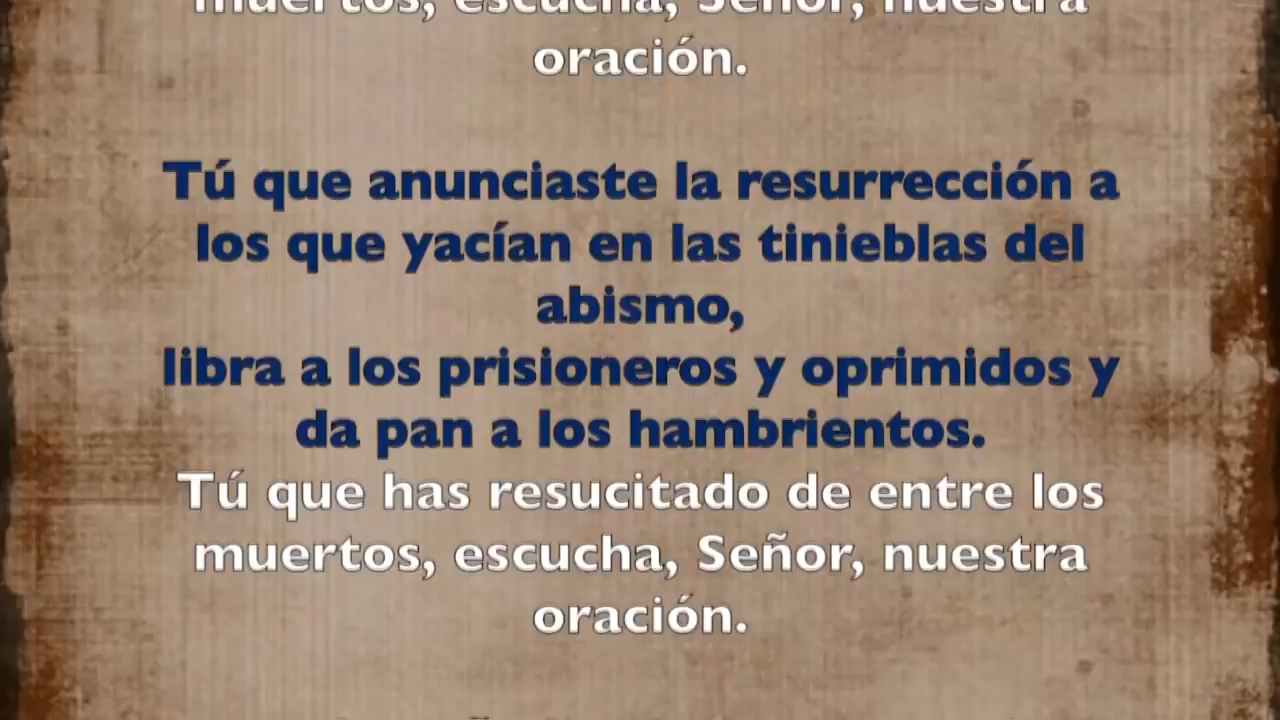 muertos, escucha, Señor, nuestra
oración.
Tú que anunciaste la resurrección a
los que yacían en las tinieblas del
abismo,
libra a los prisioneros y oprimidos y
da pan a los hambrientos.
Tú que has resucitado de entre los
muertos, escucha, Señor, nuestra
oración.